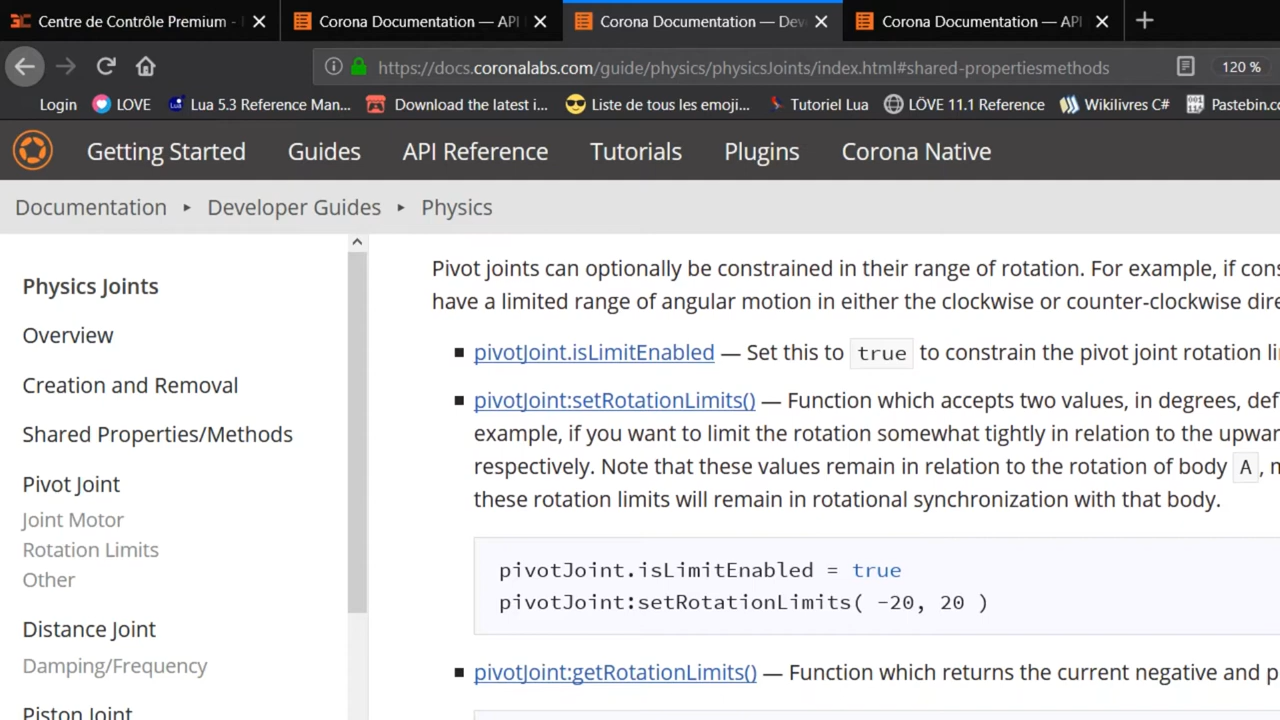 Centre de Contrôle Premium -
Corona Documentation — API
Corona Documentation — Dev
Corona Documentation — API
https://docs.coronalabs.com/guide/physics/physicsJoints/index.html#shared-propertiesmethods
120 %
Login
LOVE
Lua 5.3 Reference Man...
Download the latest i...
Liste de tous les emoji...
Tutoriel Lua
LÖVE 11.1 Reference
Wikilivres C#
Pastebin.co
Getting Started
Guides
API Reference
Tutorials
Plugins
Corona Native
Documentation ▸ Developer Guides ▸ Physics
Physics Joints
Overview
Creation and Removal
Shared Properties/Methods
Pivot Joint
Joint Motor
Rotation Limits
Other
Distance Joint
Damping/Frequency
Piston Joint
Pivot joints can optionally be constrained in their range of rotation. For example, if cons
have a limited range of angular motion in either the clockwise or counter-clockwise dire
pivotJoint.isLimitEnabled — Set this to true to constrain the pivot joint rotation li
pivotJoint:setRotationLimits() — Function which accepts two values, in degrees, def
example, if you want to limit the rotation somewhat tightly in relation to the upwar
respectively. Note that these values remain in relation to the rotation of body A, m
these rotation limits will remain in rotational synchronization with that body.
pivotJoint.isLimitEnabled = true
pivotJoint:setRotationLimits( -20, 20 )
pivotJoint:getRotationLimits() — Function which returns the current negative and p